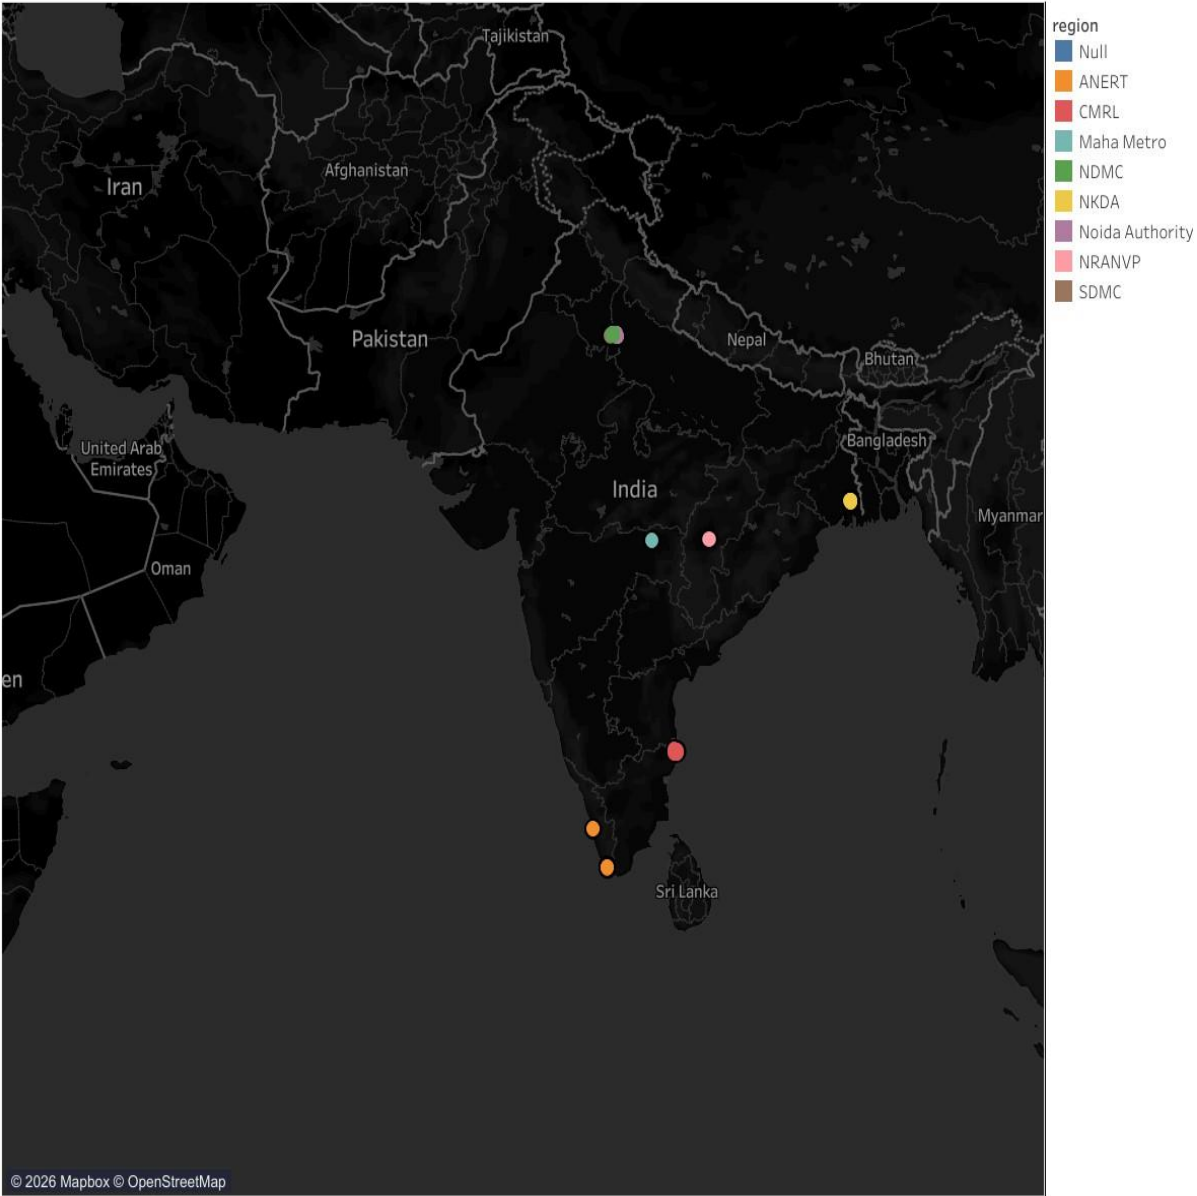 Tajikistan
Afghanistan
Iran
Pakistan
Nepal
Bhutan
United Arab
Emirates
Bangladesh
India
Myanmar
Oman
en
Sri Lanka
© 2026 Mapbox © OpenStreetMap
region
Null
ANERT
CMRL
Maha Metro
NDMC
NKDA
Noida Authority
NRANVP
SDMC